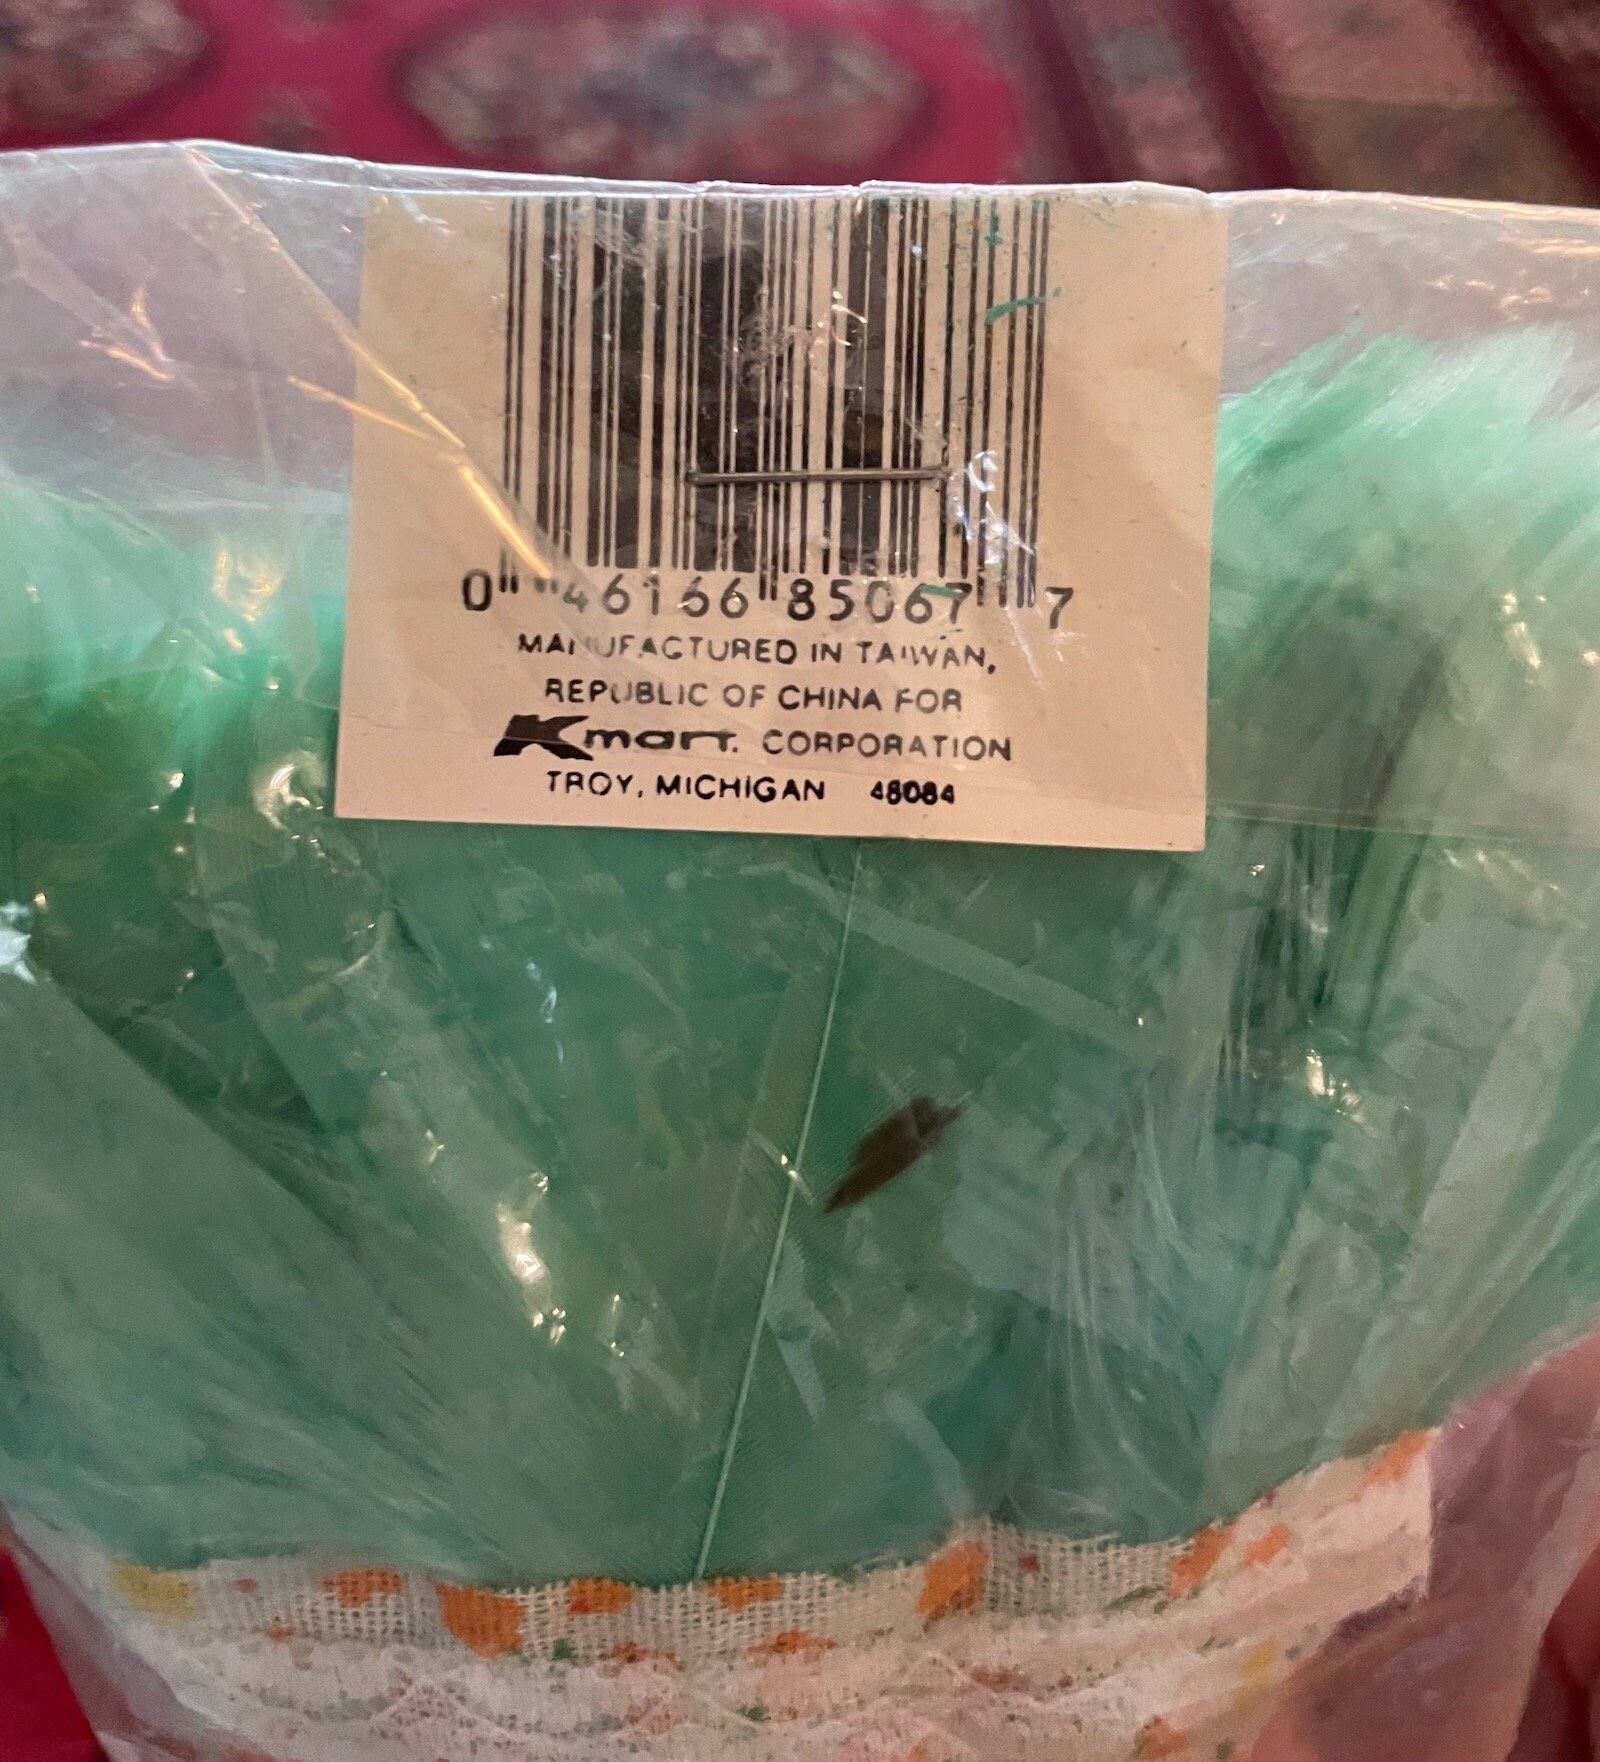 0 46166 85067 7
MANUFACTURED IN TAIWAN,
REPUBLIC OF CHINA FOR
Kmart. CORPORATION
TROY, MICHIGAN 48084